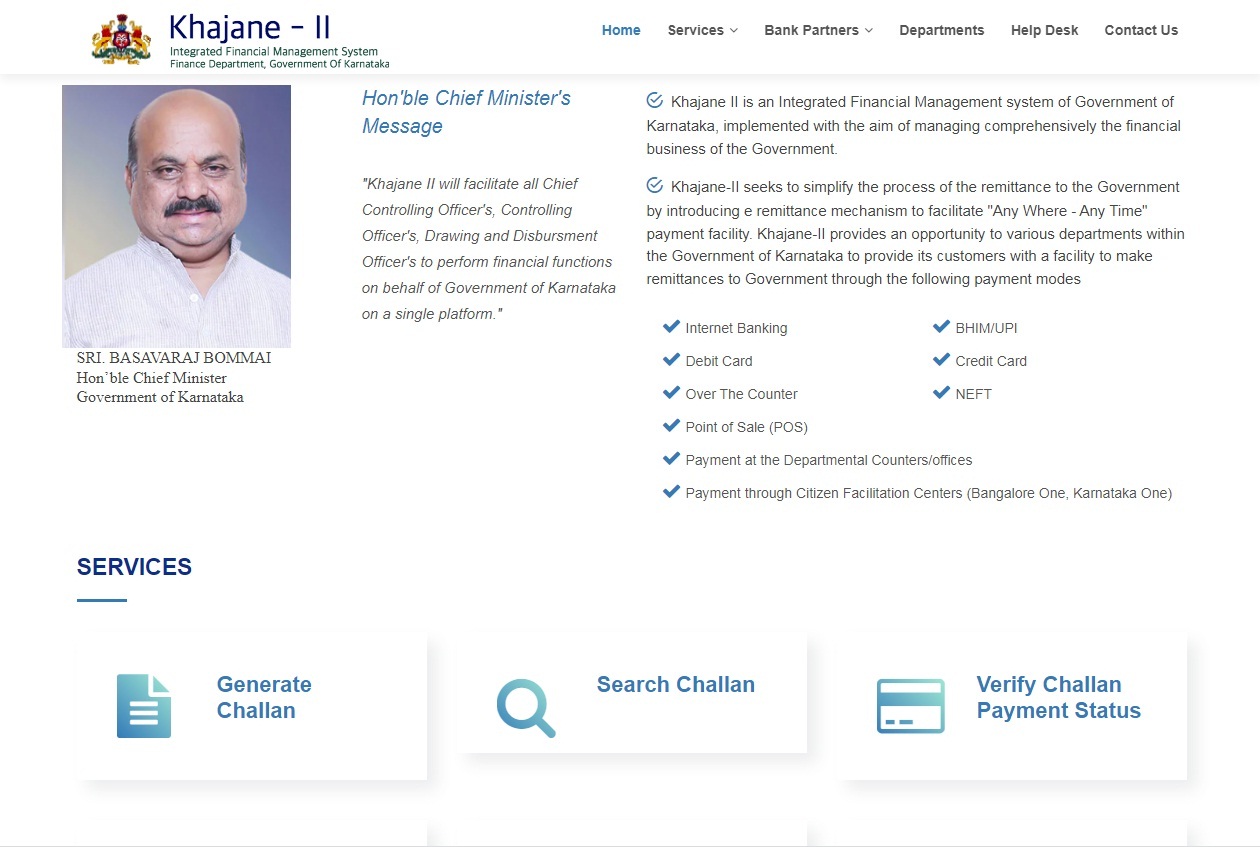 Khajane - II
Integrated Financial Management System
Finance Department, Government Of Karnataka
Home
Services
Bank Partners
Departments
Help Desk
Contact Us
SRI. BASAVARAJ BOMMAI
Hon’ble Chief Minister
Government of Karnataka
Hon'ble Chief Minister's
Message
"Khajane II will facilitate all Chief
Controlling Officer's, Controlling
Officer's, Drawing and Disbursment
Officer's to perform financial functions
on behalf of Government of Karnataka
on a single platform."
Khajane II is an Integrated Financial Management system of Government of
Karnataka, implemented with the aim of managing comprehensively the financial
business of the Government.
Khajane-II seeks to simplify the process of the remittance to the Government
by introducing e remittance mechanism to facilitate "Any Where - Any Time"
payment facility. Khajane-II provides an opportunity to various departments within
the Government of Karnataka to provide its customers with a facility to make
remittances to Government through the following payment modes
Internet Banking
BHIM/UPI
Debit Card
Credit Card
Over The Counter
NEFT
Point of Sale (POS)
Payment at the Departmental Counters/offices
Payment through Citizen Facilitation Centers (Bangalore One, Karnataka One)
SERVICES
Generate
Challan
Search Challan
Verify Challan
Payment Status